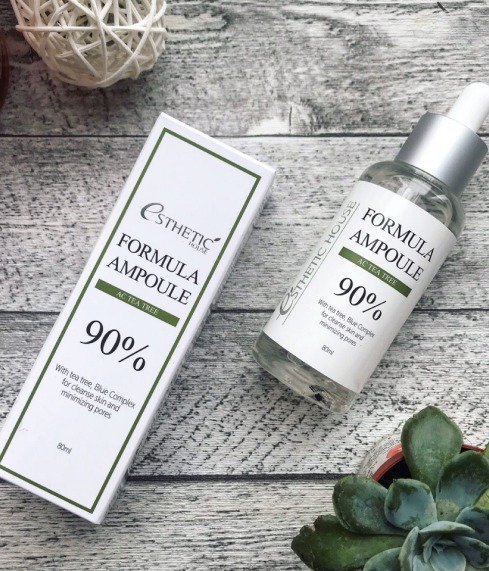 eSTHETIC
HOUSE
FORMULA
AMPOULE
AC TEA TREE
90%
With tea tree, Blue Complex
for cleanse skin and
minimizing pores
80ml
eSTHETIC HOUSE
FORMULA
AMPOULE
AC TEA TREE
90%
With tea tree, Blue Complex
for cleanse skin and
minimizing pores
80ml